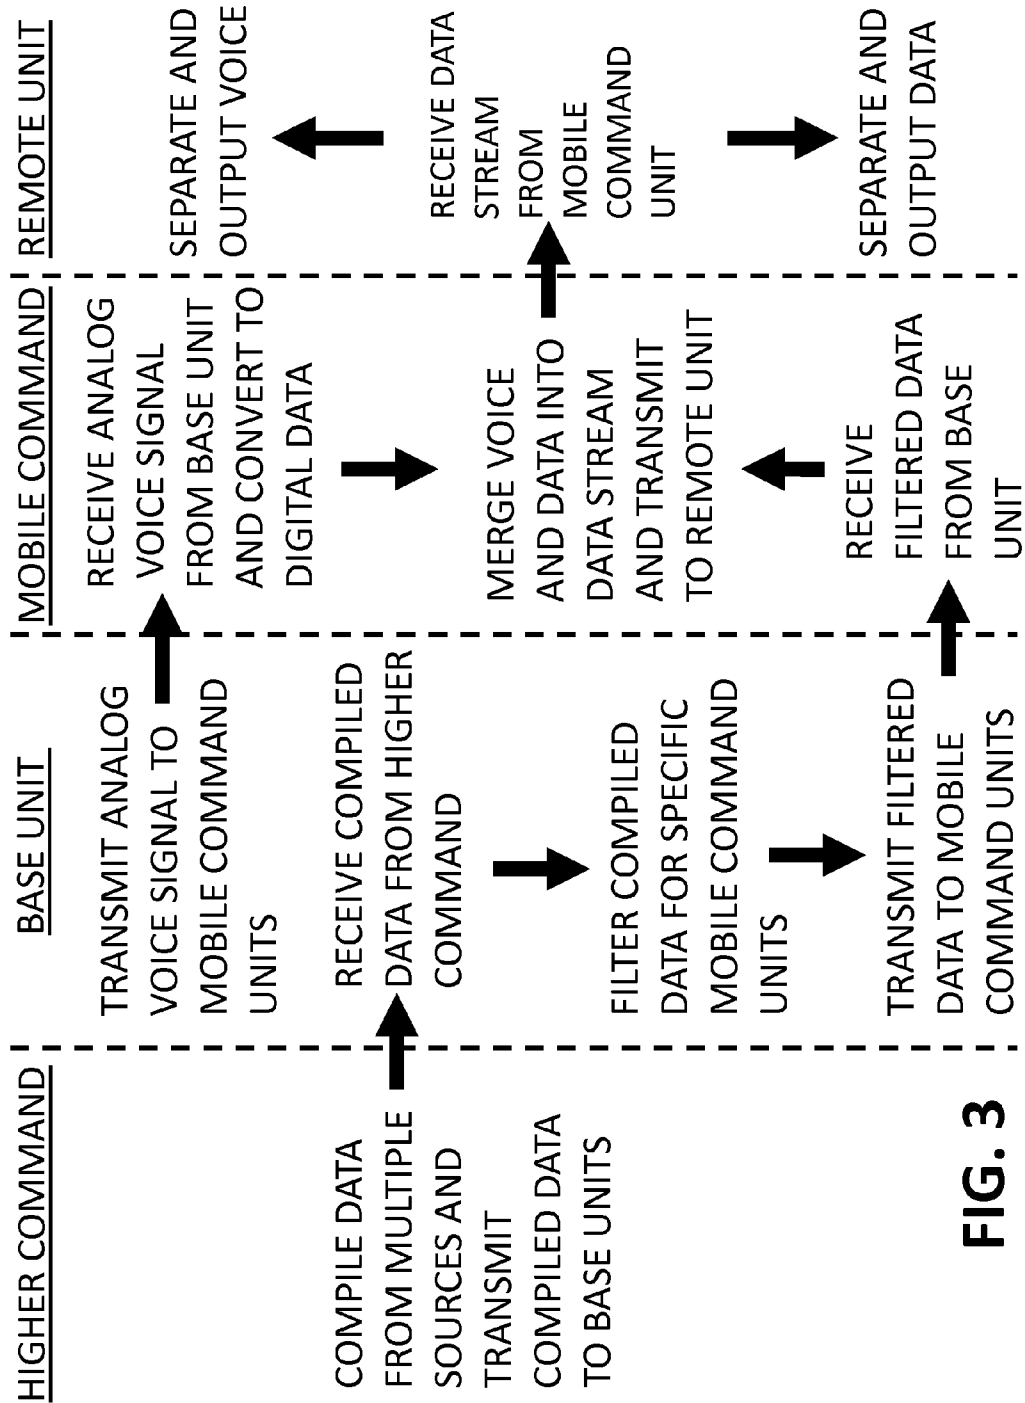 HIGHER COMMAND
COMPILE DATA
FROM MULTIPLE
SOURCES AND
TRANSMIT
COMPILED DATA
TO BASE UNITS
BASE UNIT
TRANSMIT ANALOG
VOICE SIGNAL TO
MOBILE COMMAND
UNITS
RECEIVE COMPILED
DATA FROM HIGHER
COMMAND
FILTER COMPILED
DATA FOR SPECIFIC
MOBILE COMMAND
UNITS
TRANSMIT FILTERED
DATA TO MOBILE
COMMAND UNITS
MOBILE COMMAND
RECEIVE ANALOG
VOICE SIGNAL
FROM BASE UNIT
AND CONVERT TO
DIGITAL DATA
MERGE VOICE
AND DATA INTO
DATA STREAM
AND TRANSMIT
TO REMOTE UNIT
RECEIVE
FILTERED DATA
FROM BASE
UNIT
REMOTE UNIT
SEPARATE AND
OUTPUT VOICE
RECEIVE DATA
STREAM
FROM
MOBILE
COMMAND
UNIT
SEPARATE AND
OUTPUT DATA
FIG. 3